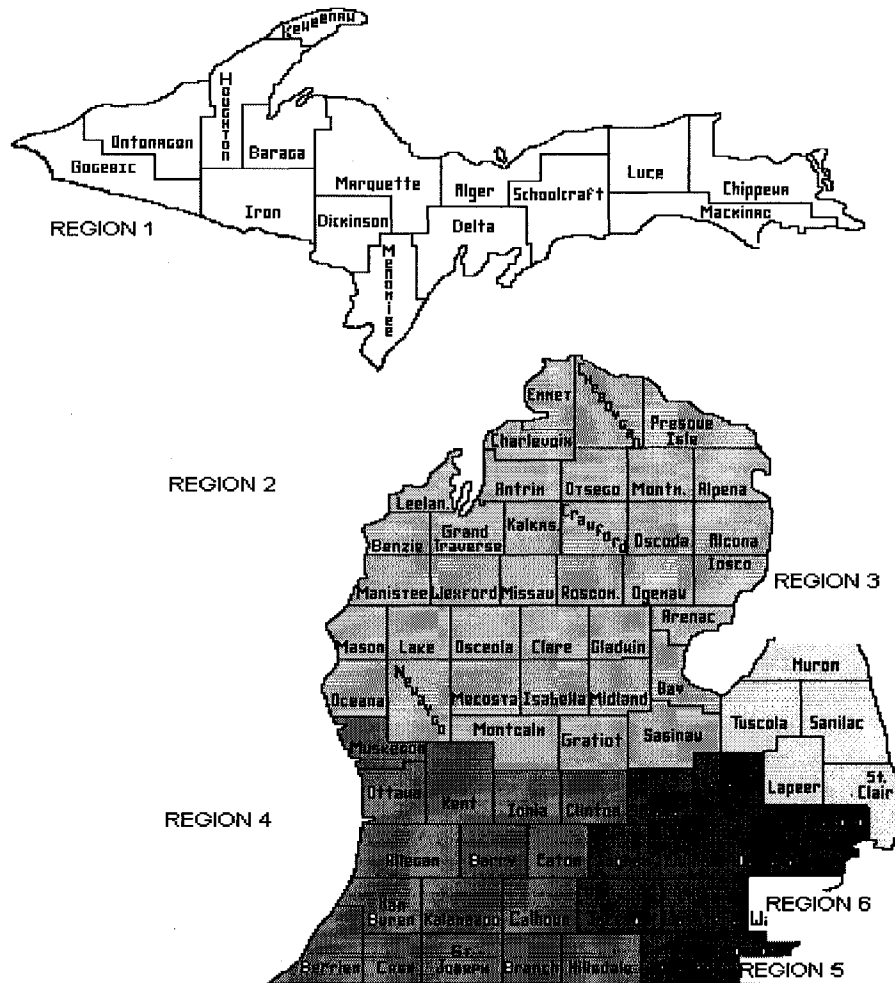 Keweenaw
Houghton
Ontonagon
Baraga
Gogebic
Luce
Marquette
Alger
Schoolcraft
Chippewa
Iron
Dickinson
Delta
Mackinac
REGION 1
Menomiee
Emmet
Cheboygan
Presque
Isle
Charlevoix
REGION 2
Antrim
Otsego
Montm.
Alpena
Leelan.
Kalkas.
Crauford
Grand
Traverse
Benzie
Oscoda
Alcona
Iosco
REGION 3
Manistee
Wexford
Missau
Roscom.
Ogemaw
Arenac
Mason
Lake
Osceola
Clare
Gladwin
Huron
Oceana
Newaygo
Mecosta
Isabella
Midland
Bay
Tuscola
Sanilac
Montcalm
Gratiot
Saginaw
Muskegon
Ottawa
Kent
Ionia
Clinton
Lapeer
St.
Clair
REGION 4
Allegan
Barry
Eaton
Van
Buren
Kalamazoo
Calhoun
REGION 6
Wi
Berrien
Cass
St.
Joseph
Branch
Hillsdale
REGION 5